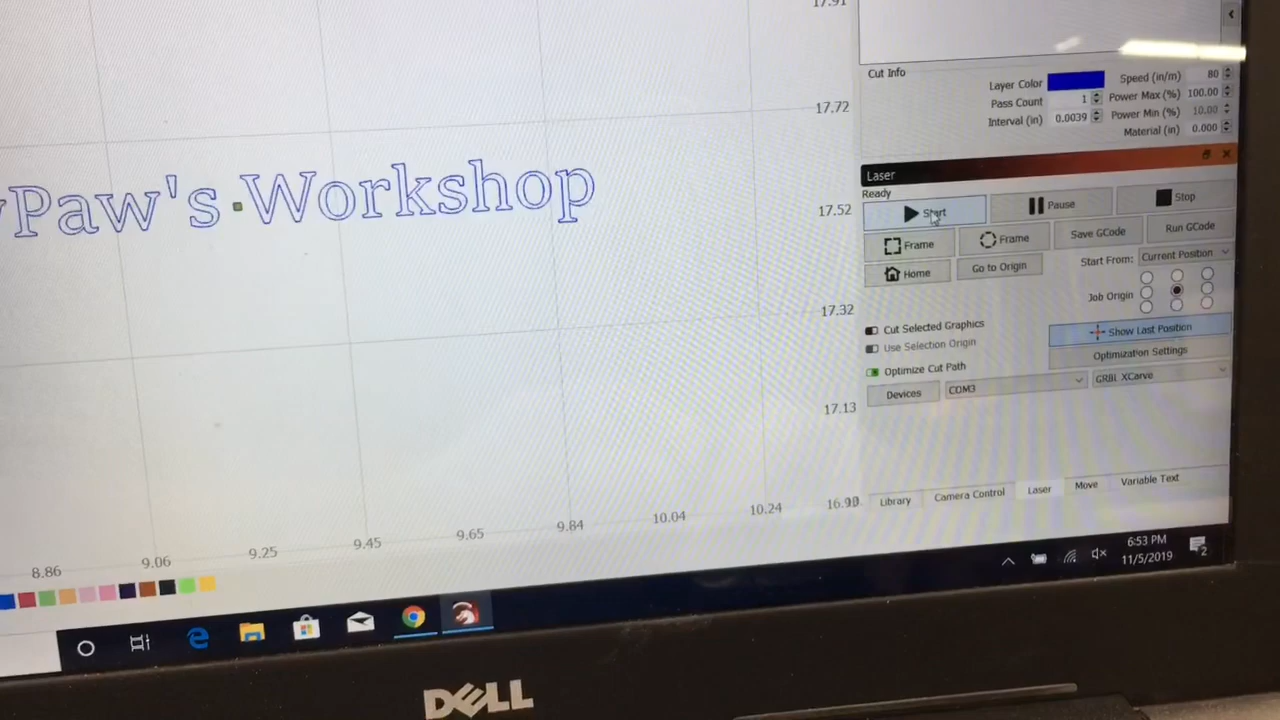 17.91
Cut Info
Layer Color
Speed (in/m) 80
Pass Count 1
Power Max (%) 100.00
Interval (in) 0.0039
Power Min (%) 10.00
Material (in) 0.000
17.72
Paw's Workshop
17.52
17.32
17.13
16.93
Laser
Ready
Start
Pause
Stop
Frame
Frame
Save GCode
Run GCode
Home
Go to Origin
Start From: Current Position
Job Origin
Cut Selected Graphics
Show Last Position
Use Selection Origin
Optimization Settings
Optimize Cut Path
Devices
COM3
GRBL XCarve
Library
Camera Control
Laser
Move
Variable Text
8.86 9.06 9.25 9.45 9.65 9.84 10.04 10.24
6:53 PM
11/5/2019
2
DELL